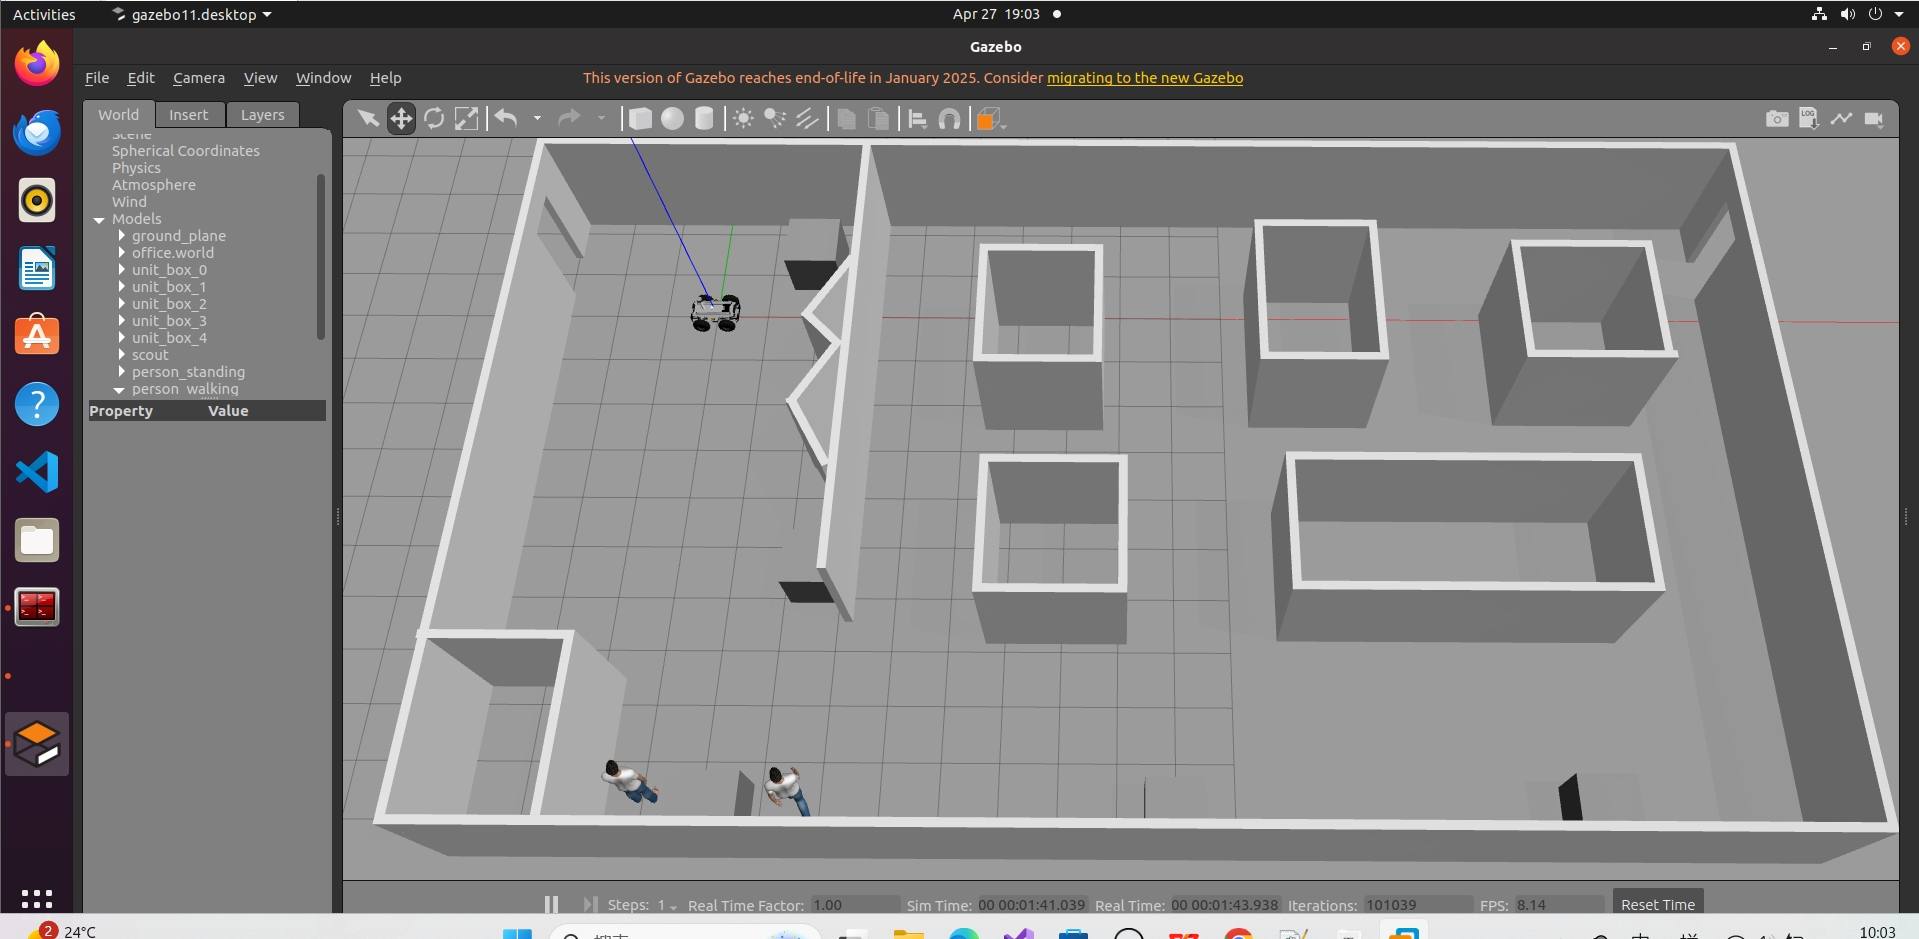 Activities
gazebo11.desktop
Apr 27 19:03
Gazebo
File Edit Camera View Window Help
This version of Gazebo reaches end-of-life in January 2025. Consider migrating to the new Gazebo
World Insert Layers
Scene
Spherical Coordinates
Physics
Atmosphere
Wind
Models
ground_plane
office.world
unit_box_0
unit_box_1
unit_box_2
unit_box_3
unit_box_4
scout
person_standing
person_walking
Property Value
LOG
Steps: 1 Real Time Factor: 1.00 Sim Time: 00 00:01:41.039 Real Time: 00 00:01:43.938 Iterations: 101039 FPS: 8.14 Reset Time
2 24°C
10:03